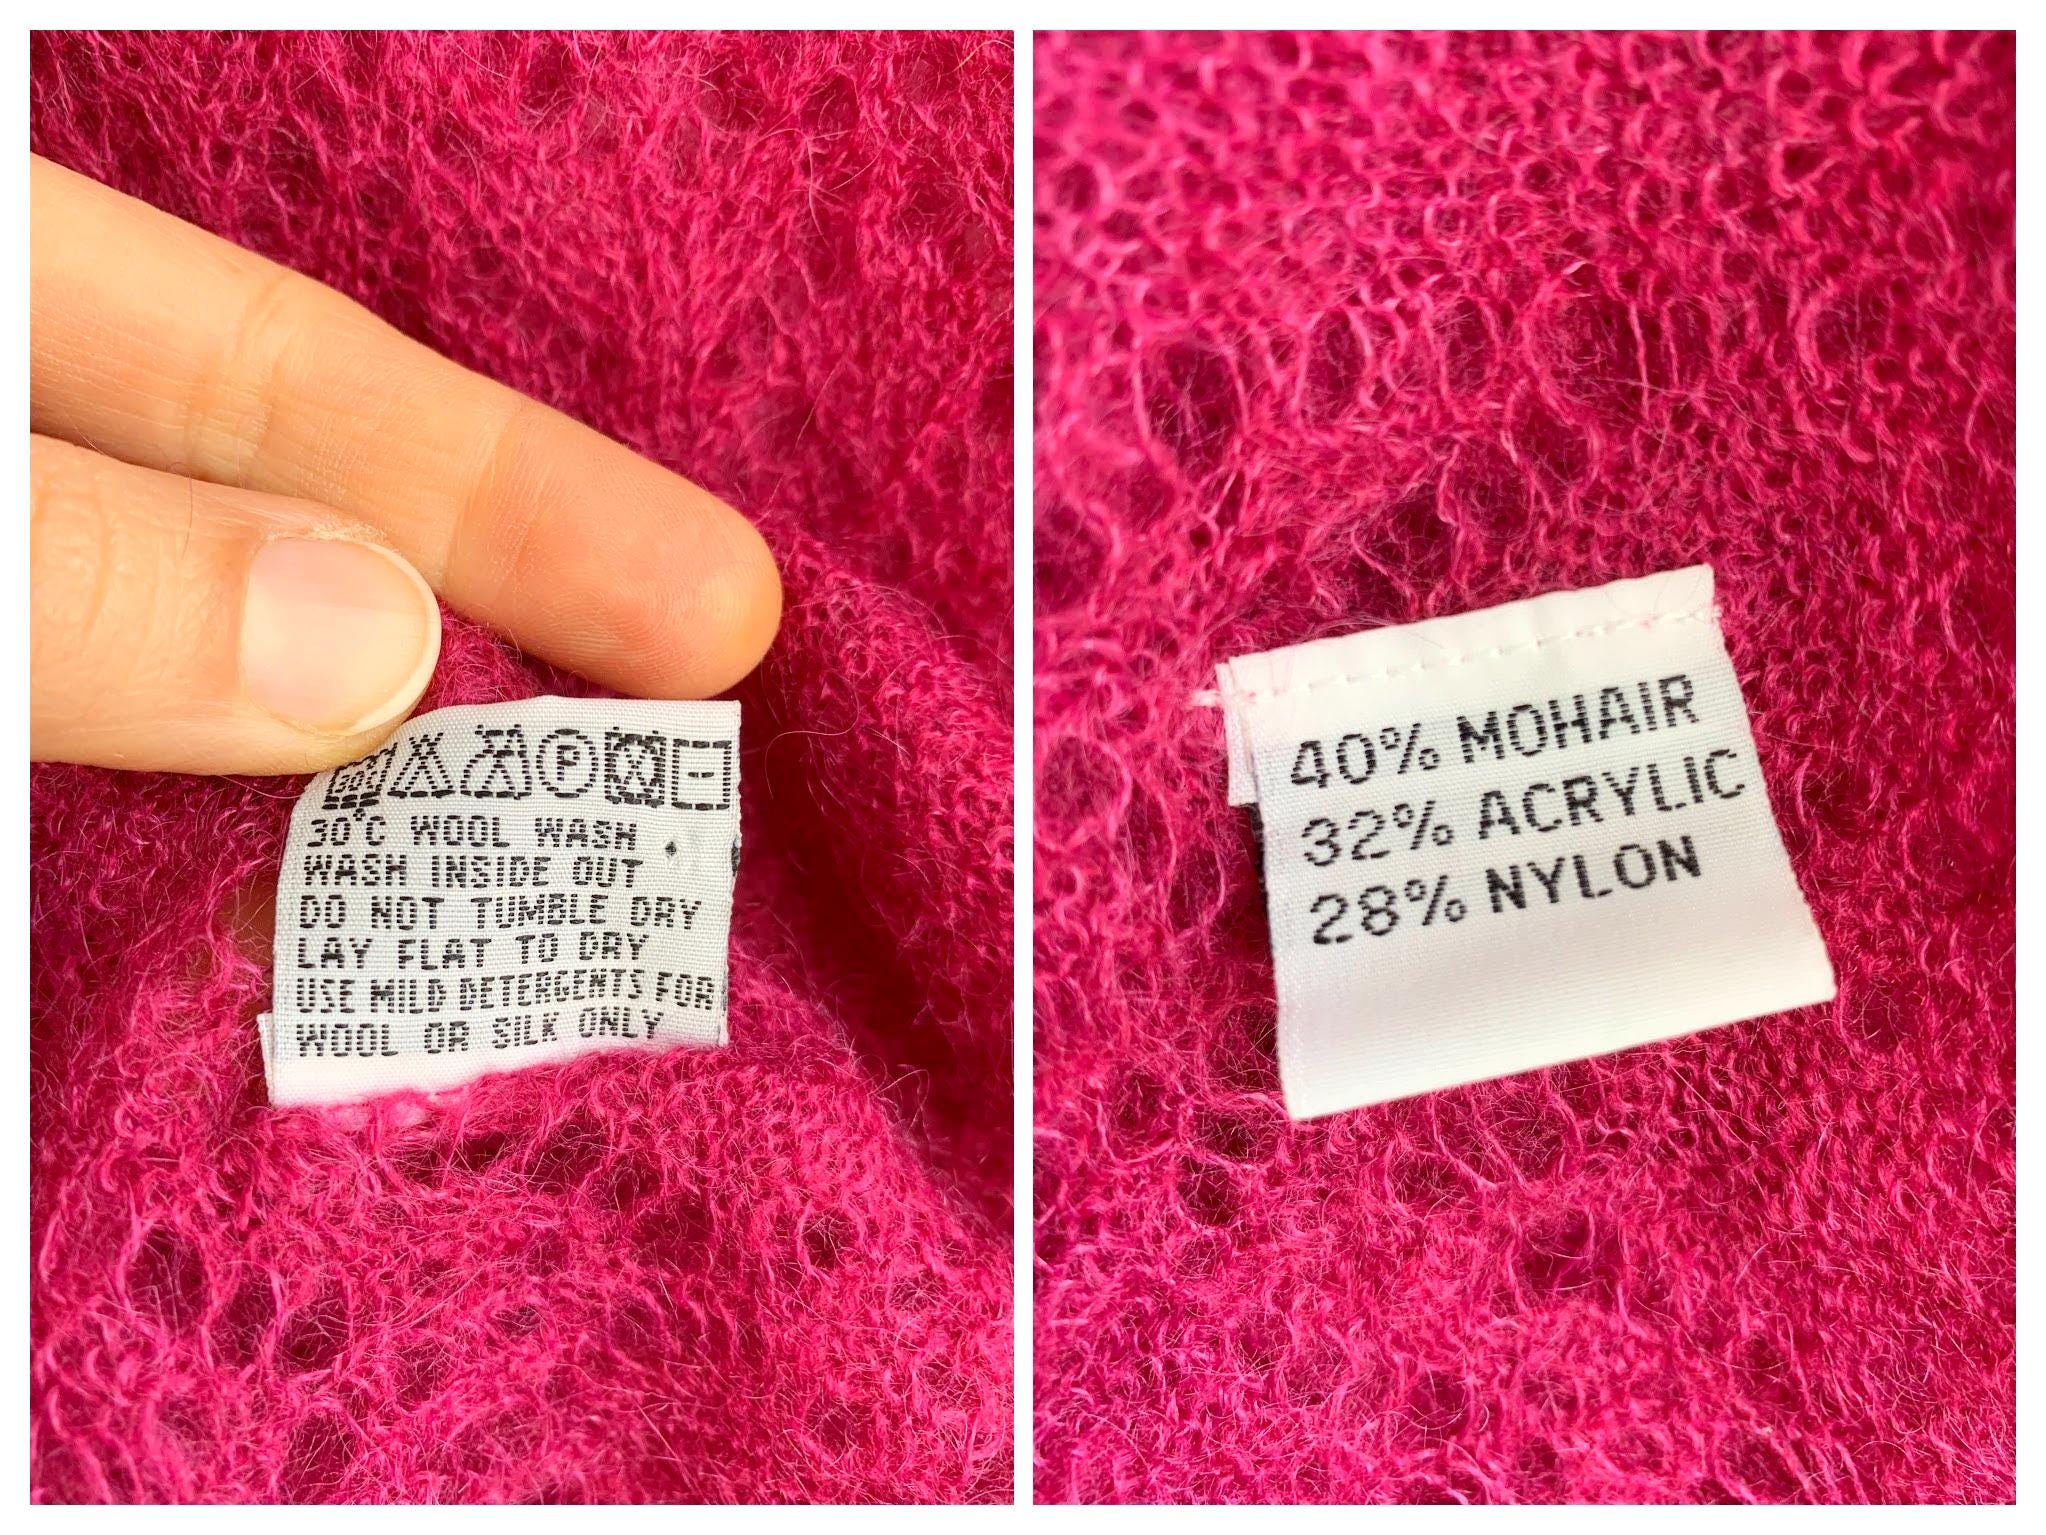 30°C WOOL WASH
WASH INSIDE OUT
DO NOT TUMBLE DRY
LAY FLAT TO DRY
USE MILD DETERGENTS FOR
WOOL OR SILK ONLY
40% MOHAIR
32% ACRYLIC
28% NYLON